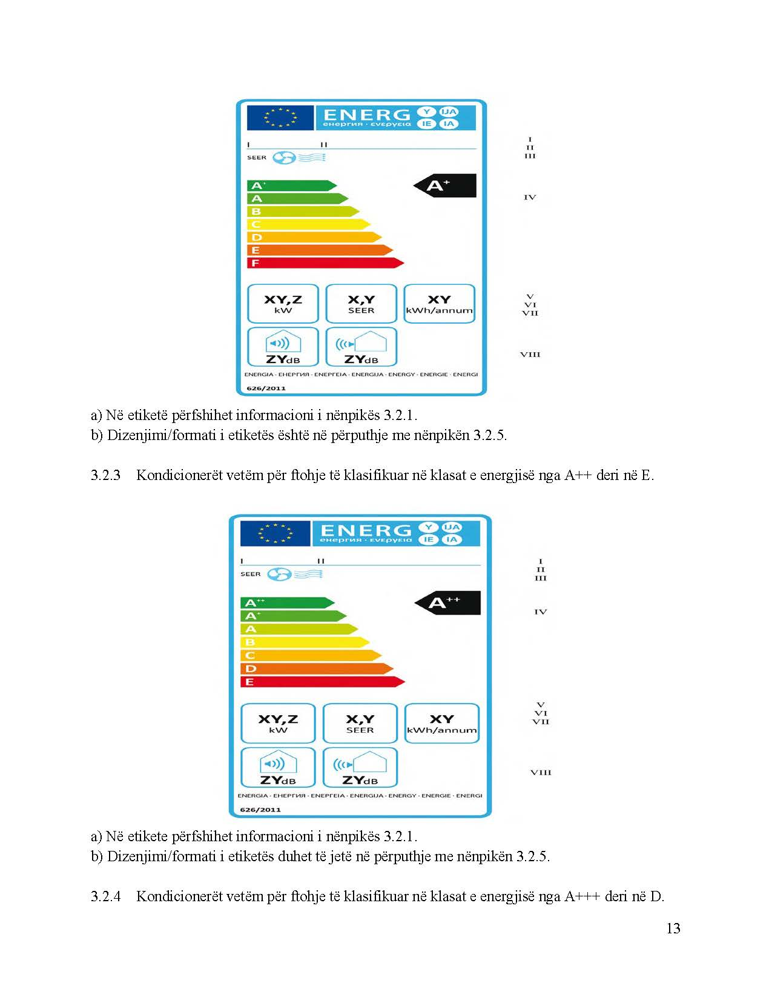 ENERG Y IJA
енергия · ενεργεια IE IA
I II
SEER
I
II
III
A+
A+
A
B
C
D
E
F
IV
XY,Z
kW
X,Y
SEER
XY
kWh/annum
V
VI
VII
ZYdB
ZYdB
VIII
ENERGIA · ЕНЕРГИЯ · ΕΝΕΡΓΕΙΑ · ENERGIJA · ENERGY · ENERGIE · ENERGI
626/2011
a) Në etiketë përfshihet informacioni i nënpikës 3.2.1.
b) Dizenjimi/formati i etiketës është në përputhje me nënpikën 3.2.5.
3.2.3 Kondicionerët vetëm për ftohje të klasifikuar në klasat e energjisë nga A++ deri në E.
ENERG Y IJA
енергия · ενεργεια IE IA
I II
SEER
I
II
III
A++
A++
A+
A
B
C
D
E
IV
XY,Z
kW
X,Y
SEER
XY
kWh/annum
V
VI
VII
ZYdB
ZYdB
VIII
ENERGIA · ЕНЕРГИЯ · ΕΝΕΡΓΕΙΑ · ENERGIJA · ENERGY · ENERGIE · ENERGI
626/2011
a) Në etikete përfshihet informacioni i nënpikës 3.2.1.
b) Dizenjimi/formati i etiketës duhet të jetë në përputhje me nënpikën 3.2.5.
3.2.4 Kondicionerët vetëm për ftohje të klasifikuar në klasat e energjisë nga A+++ deri në D.
13